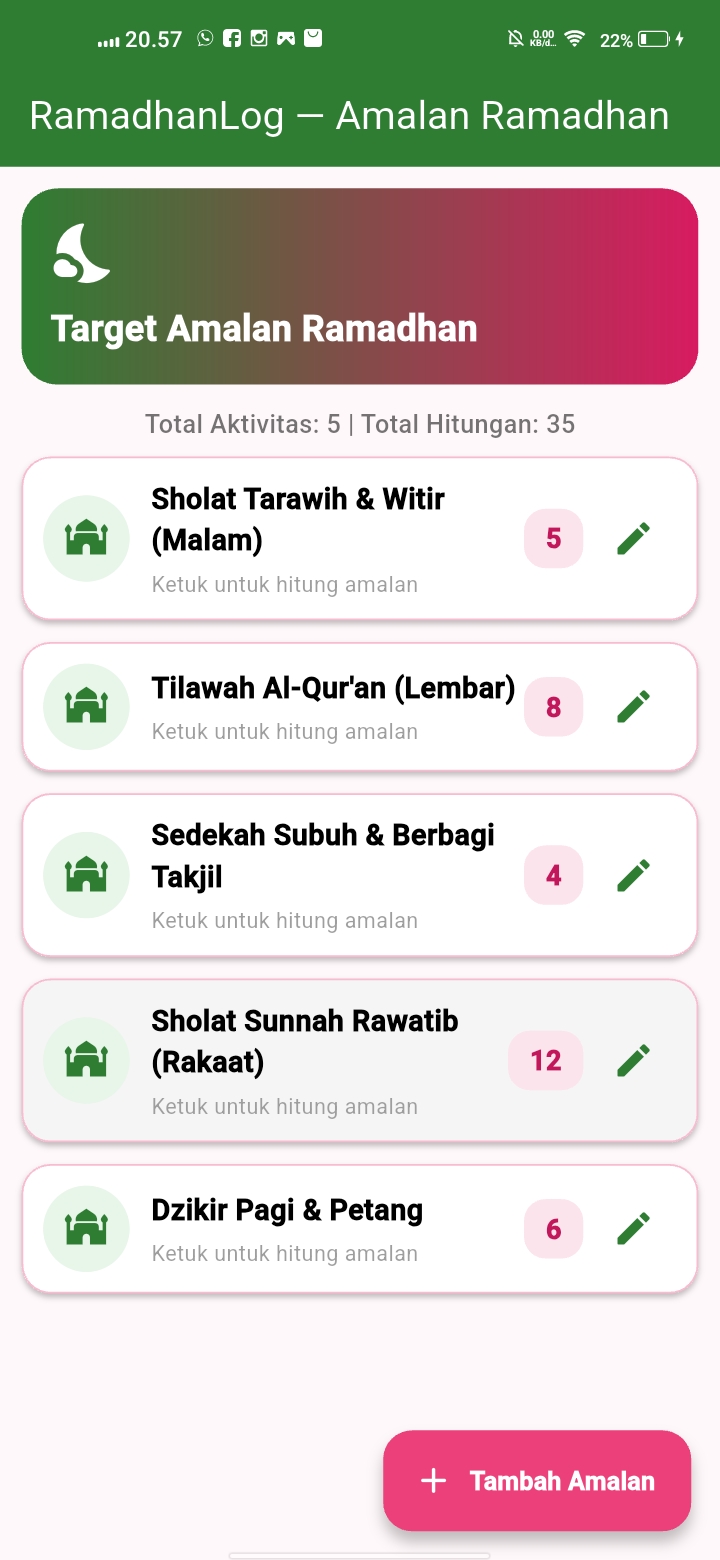 20.57 0.00 KB/d... 22%
RamadhanLog — Amalan Ramadhan
Target Amalan Ramadhan
Total Aktivitas: 5 | Total Hitungan: 35
Sholat Tarawih & Witir
(Malam)
Ketuk untuk hitung amalan
5
Tilawah Al-Qur'an (Lembar)
Ketuk untuk hitung amalan
8
Sedekah Subuh & Berbagi
Takjil
Ketuk untuk hitung amalan
4
Sholat Sunnah Rawatib
(Rakaat)
Ketuk untuk hitung amalan
12
Dzikir Pagi & Petang
Ketuk untuk hitung amalan
6
Tambah Amalan